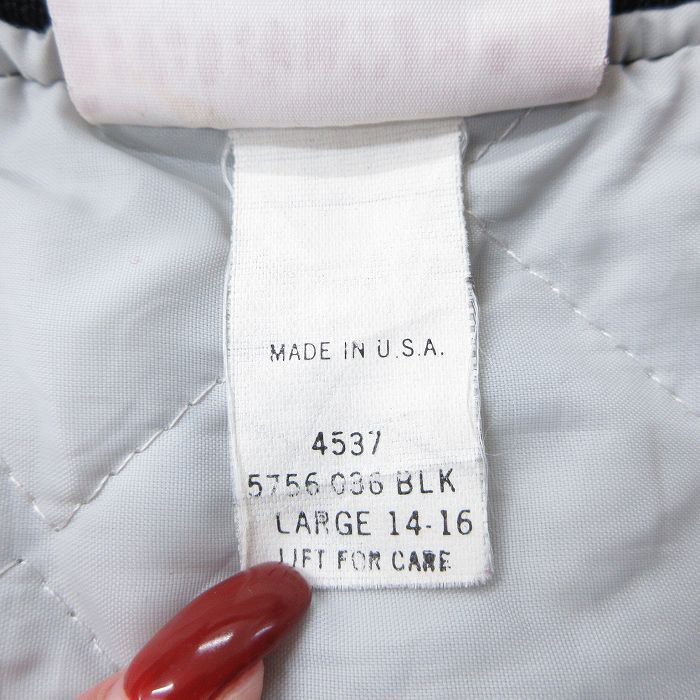 MADE IN U.S.A.
4537
5756 036 BLK
LARGE 14-16
LIFT FOR CARE